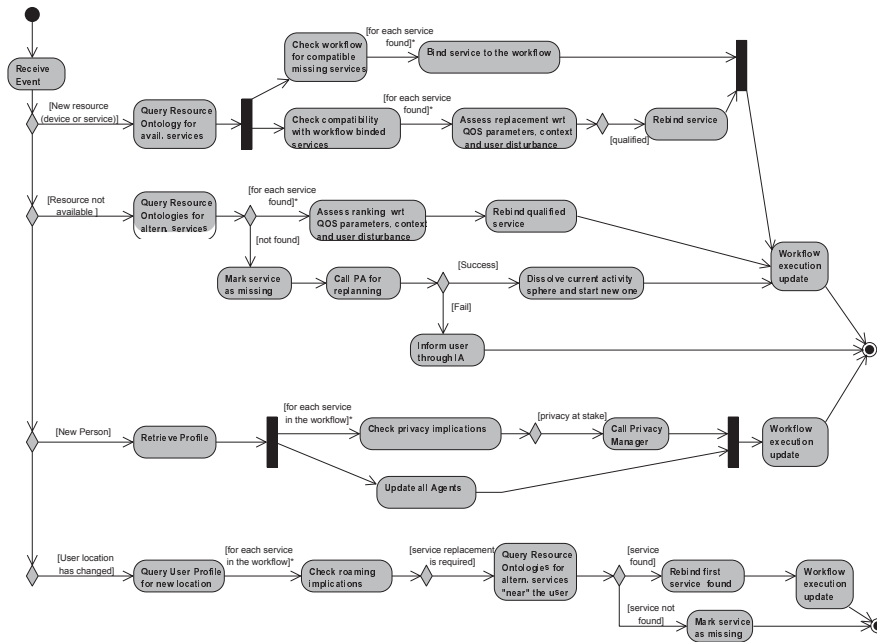 Receive
Event
[New resource
(device or service)]
Query Resource
Ontology for
avail. services
Check workflow
for compatible
missing services
[for each service
found]*
Bind service to the workflow
Check compatibility
with workflow binded
services
[for each service
found]*
Assess replacement wrt
QOS parameters, context
and user disturbance
[qualified]
Rebind service
[Resource not
available ]
Query Resource
Ontologies for
altern. services
[for each service
found]*
[not found]
Assess ranking wrt
QOS parameters, context
and user disturbance
Rebind qualified
service
Mark service
as missing
Call PA for
replanning
[Success]
[Fail]
Dissolve current activity
sphere and start new one
Inform user
through IA
Workflow
execution
update
[New Person]
Retrieve Profile
[for each service
in the workflow]*
Check privacy implications
[privacy at stake]
Call Privacy
Manager
Update all Agents
Workflow
execution
update
[User location
has changed]
Query User Profile
for new location
[for each service
in the workflow]*
Check roaming
implications
[service replacement
is required]
Query Resource
Ontologies for
altern. services
"near" the user
[service
found]
Rebind first
service found
Workflow
execution
update
[service not
found]
Mark service
as missing